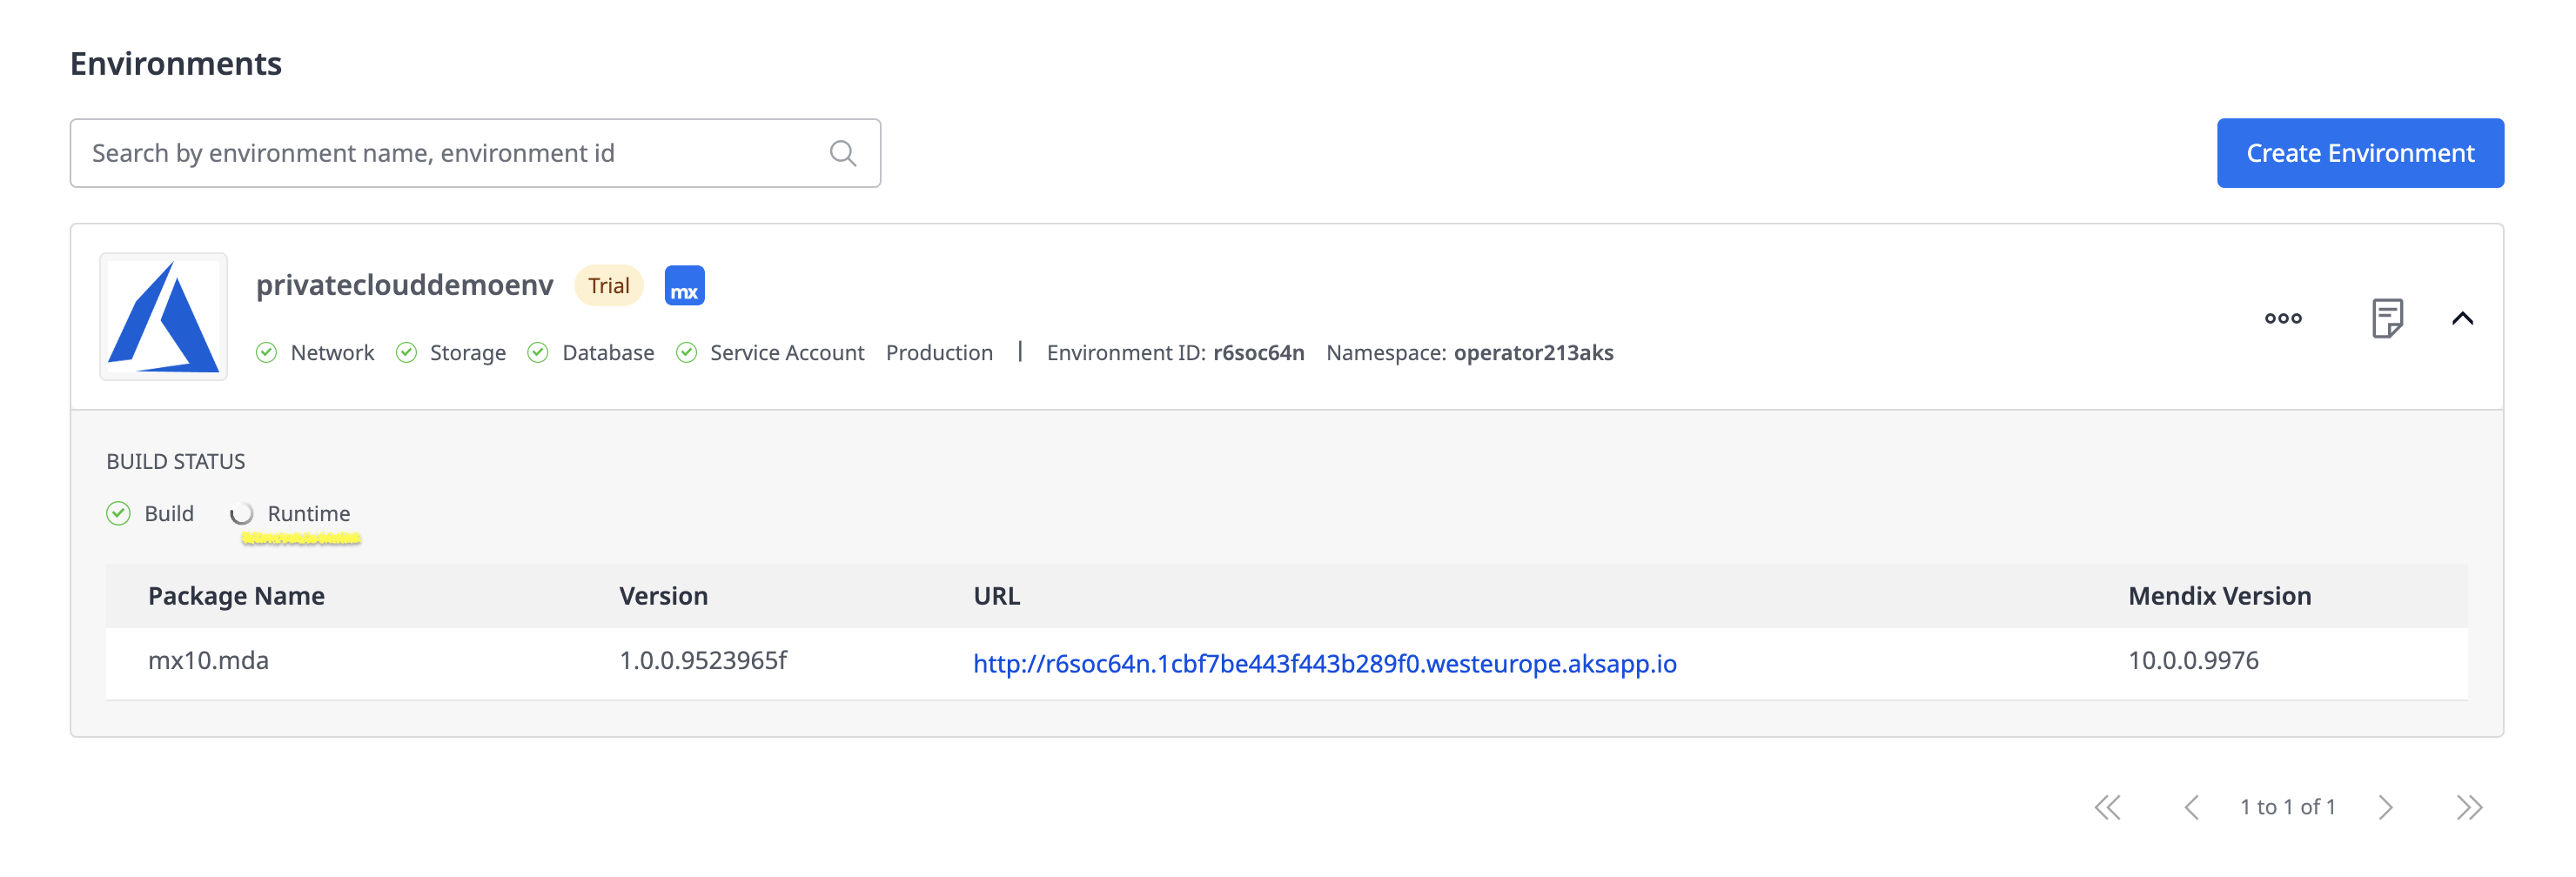 Environments
Search by environment name, environment id
Create Environment
privateclouddemoenv Trial mx
Network Storage Database Service Account Production | Environment ID: r6soc64n Namespace: operator213aks
BUILD STATUS
Build Runtime
Package Name Version URL Mendix Version
mx10.mda 1.0.0.9523965f http://r6soc64n.1cbf7be443f443b289f0.westeurope.aksapp.io 10.0.0.9976
1 to 1 of 1